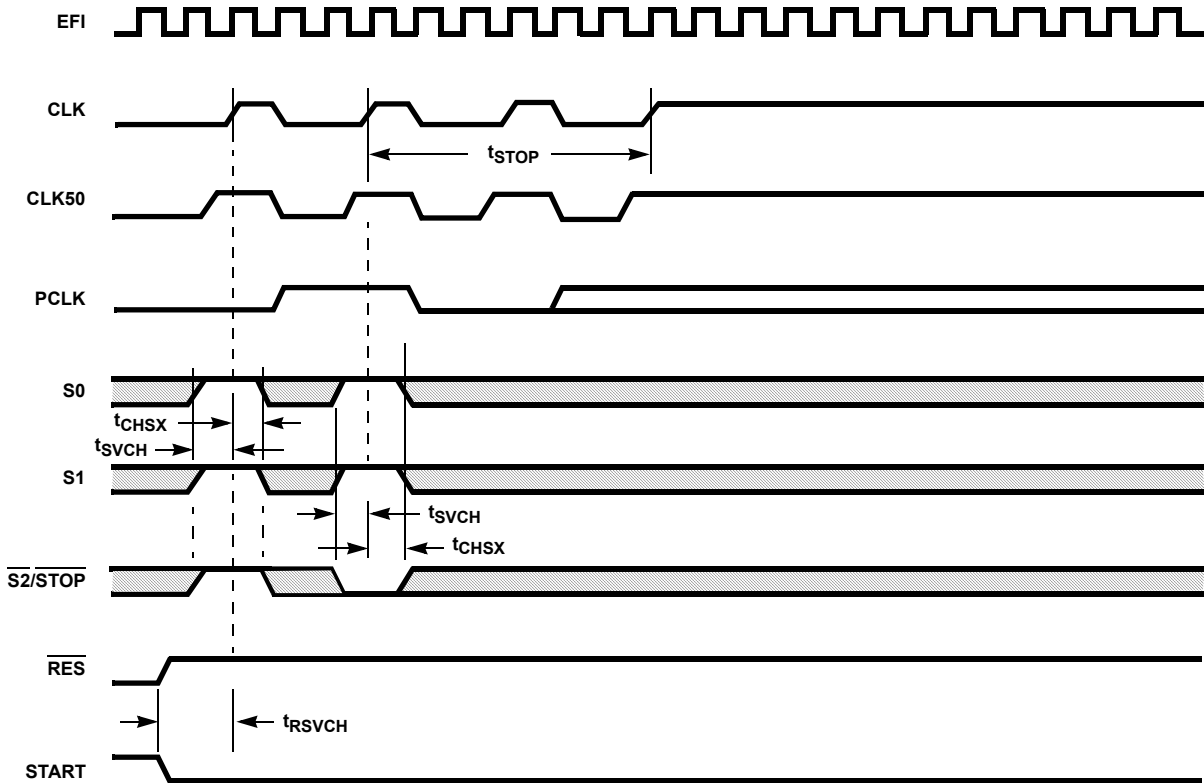 EFI
CLK
tSTOP
CLK50
PCLK
S0
tCHSX
tSVCH
S1
tSVCH
tCHSX
S2/STOP
RES
tRSVCH
START